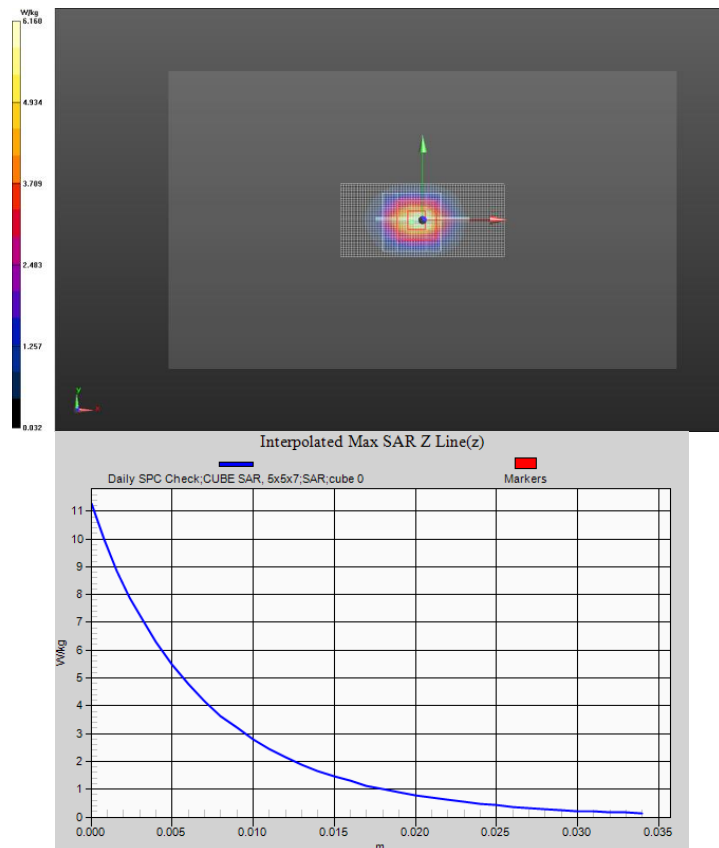 W/kg
6.160
4.934
3.709
2.483
1.257
0.032
Y
x
Interpolated Max SAR Z Line(z)
Daily SPC Check;CUBE SAR, 5x5x7;SAR;cube 0
Markers
11
10
9
8
7
6
5
4
3
2
1
0
W/kg
0.000 0.005 0.010 0.015 0.020 0.025 0.030 0.035
m